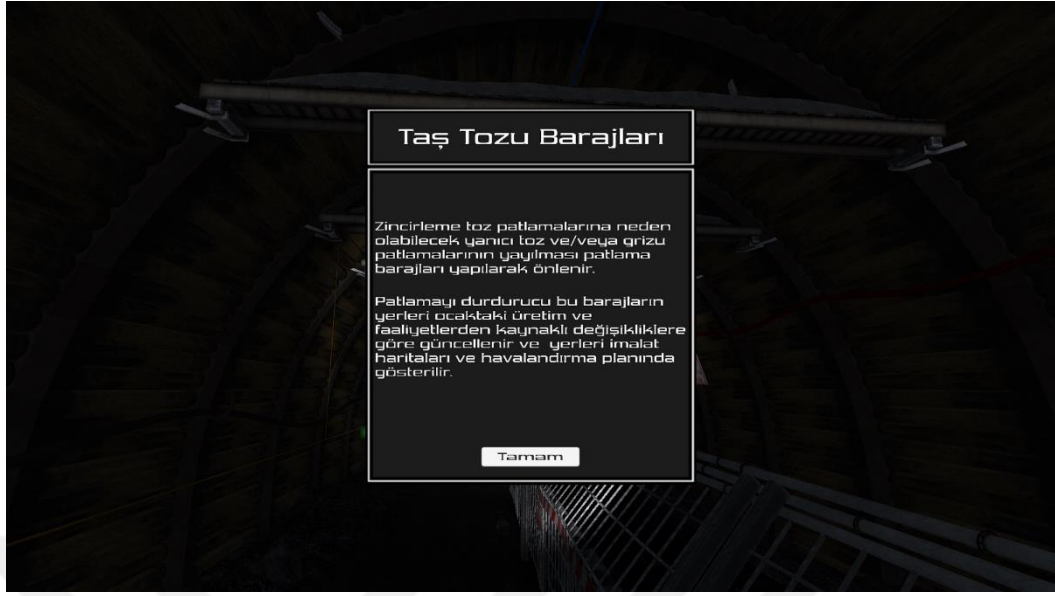 Taş Tozu Barajları
Zincirleme toz patlamalarına neden
olabilecek yanıcı toz ve/veya grizu
patlamalarının yayılması patlama
barajları yapılarak önlenir.
Patlamayı durdurucu bu barajların
yerleri ocaktaki üretim ve
faaliyetlerden kaynaklı değişikliklere
göre güncellenir ve yerleri imalat
haritaları ve havalandırma planında
gösterilir.
Tamam